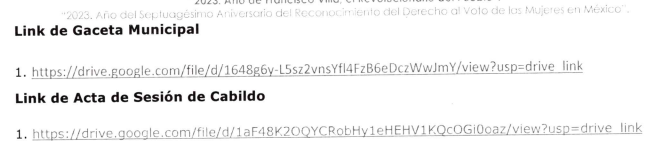 2023. Año de Francisco Villa, el Revolucionario del Pueblo
"2023. Año del Septuagésimo Aniversario del Reconocimiento del Derecho al Voto de las Mujeres en México".
Link de Gaceta Municipal
1. https://drive.google.com/file/d/1648g6y-L5sz2vnsYfl4FzB6eDczWwJmY/view?usp=drive_link
Link de Acta de Sesión de Cabildo
1. https://drive.google.com/file/d/1aF48K2OQYCRobHy1eHEHV1KQcOGi0oaz/view?usp=drive_link